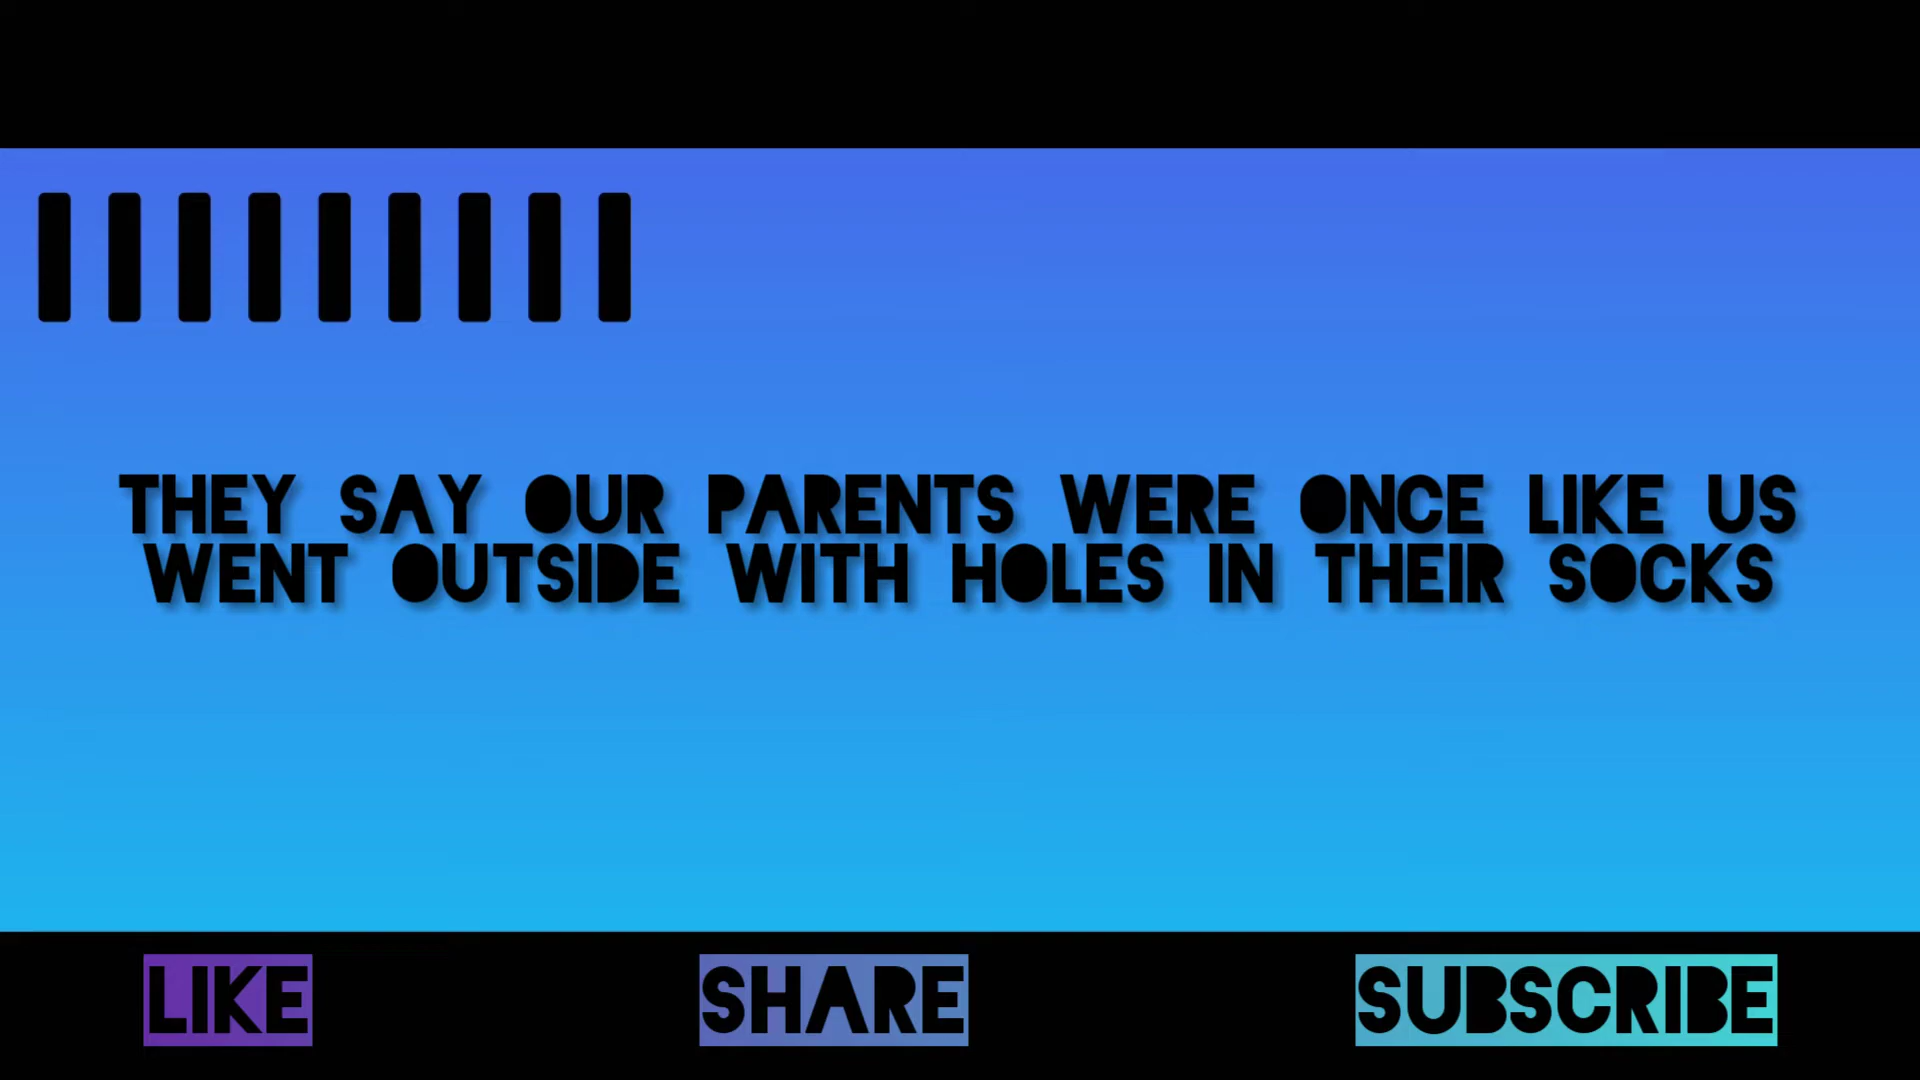 THEY SAY OUR PARENTS WERE ONCE LIKE US
WENT OUTSIDE WITH HOLES IN THEIR SOCKS
LIKE
SHARE
SUBSCRIBE